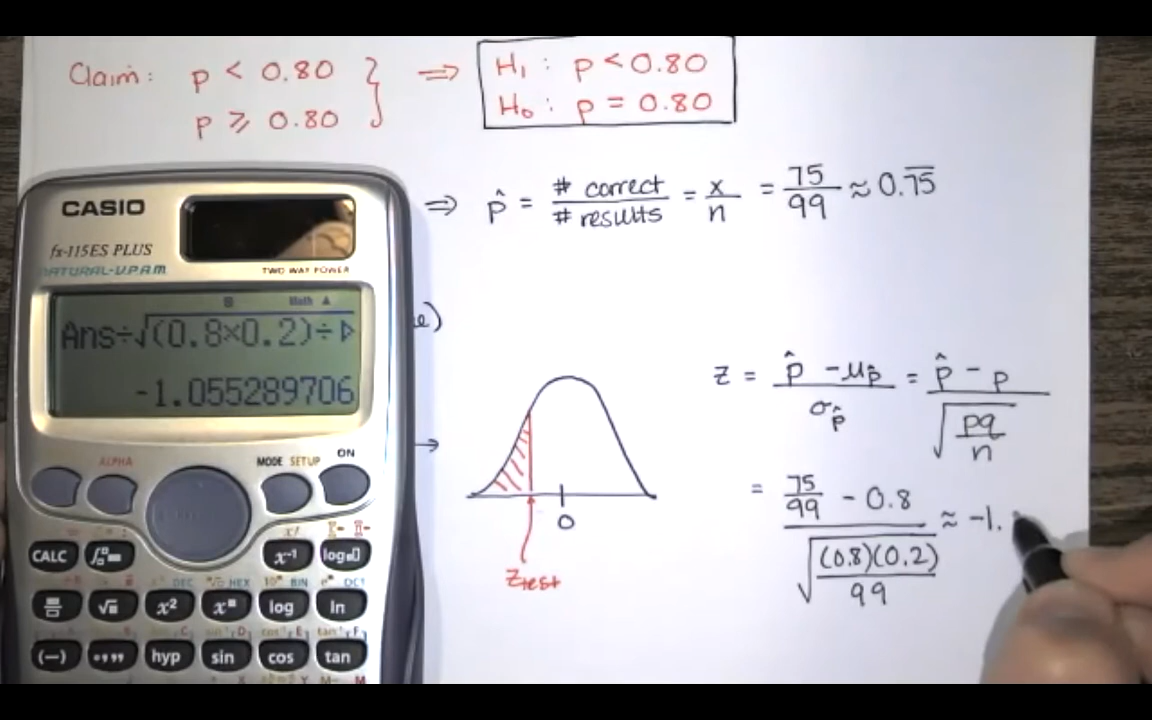 Claim: p < 0.80
p ⩾ 0.80
} ⇒
H₁ : p < 0.80
H₀ : p = 0.80
⇒ p̂ = # correct / # results = x / n = 75 / 99 ≈ 0.7̅5̅
CASIO
fx-115ES PLUS
NATURAL-V.P.A.M.
TWO WAY POWER
Math ▲
Ans÷√(0.8×0.2)÷▷
-1.055289706
z = p̂ - μp̂ / σp̂ = p̂ - p / √(pq / n)
= 75/99 - 0.8 / √((0.8)(0.2) / 99) ≈ -1.
→
0
Ztest
ALPHA MODE SETUP ON
CALC ∫ x⁻¹ log
√ x² log ln
(−) hyp sin cos tan